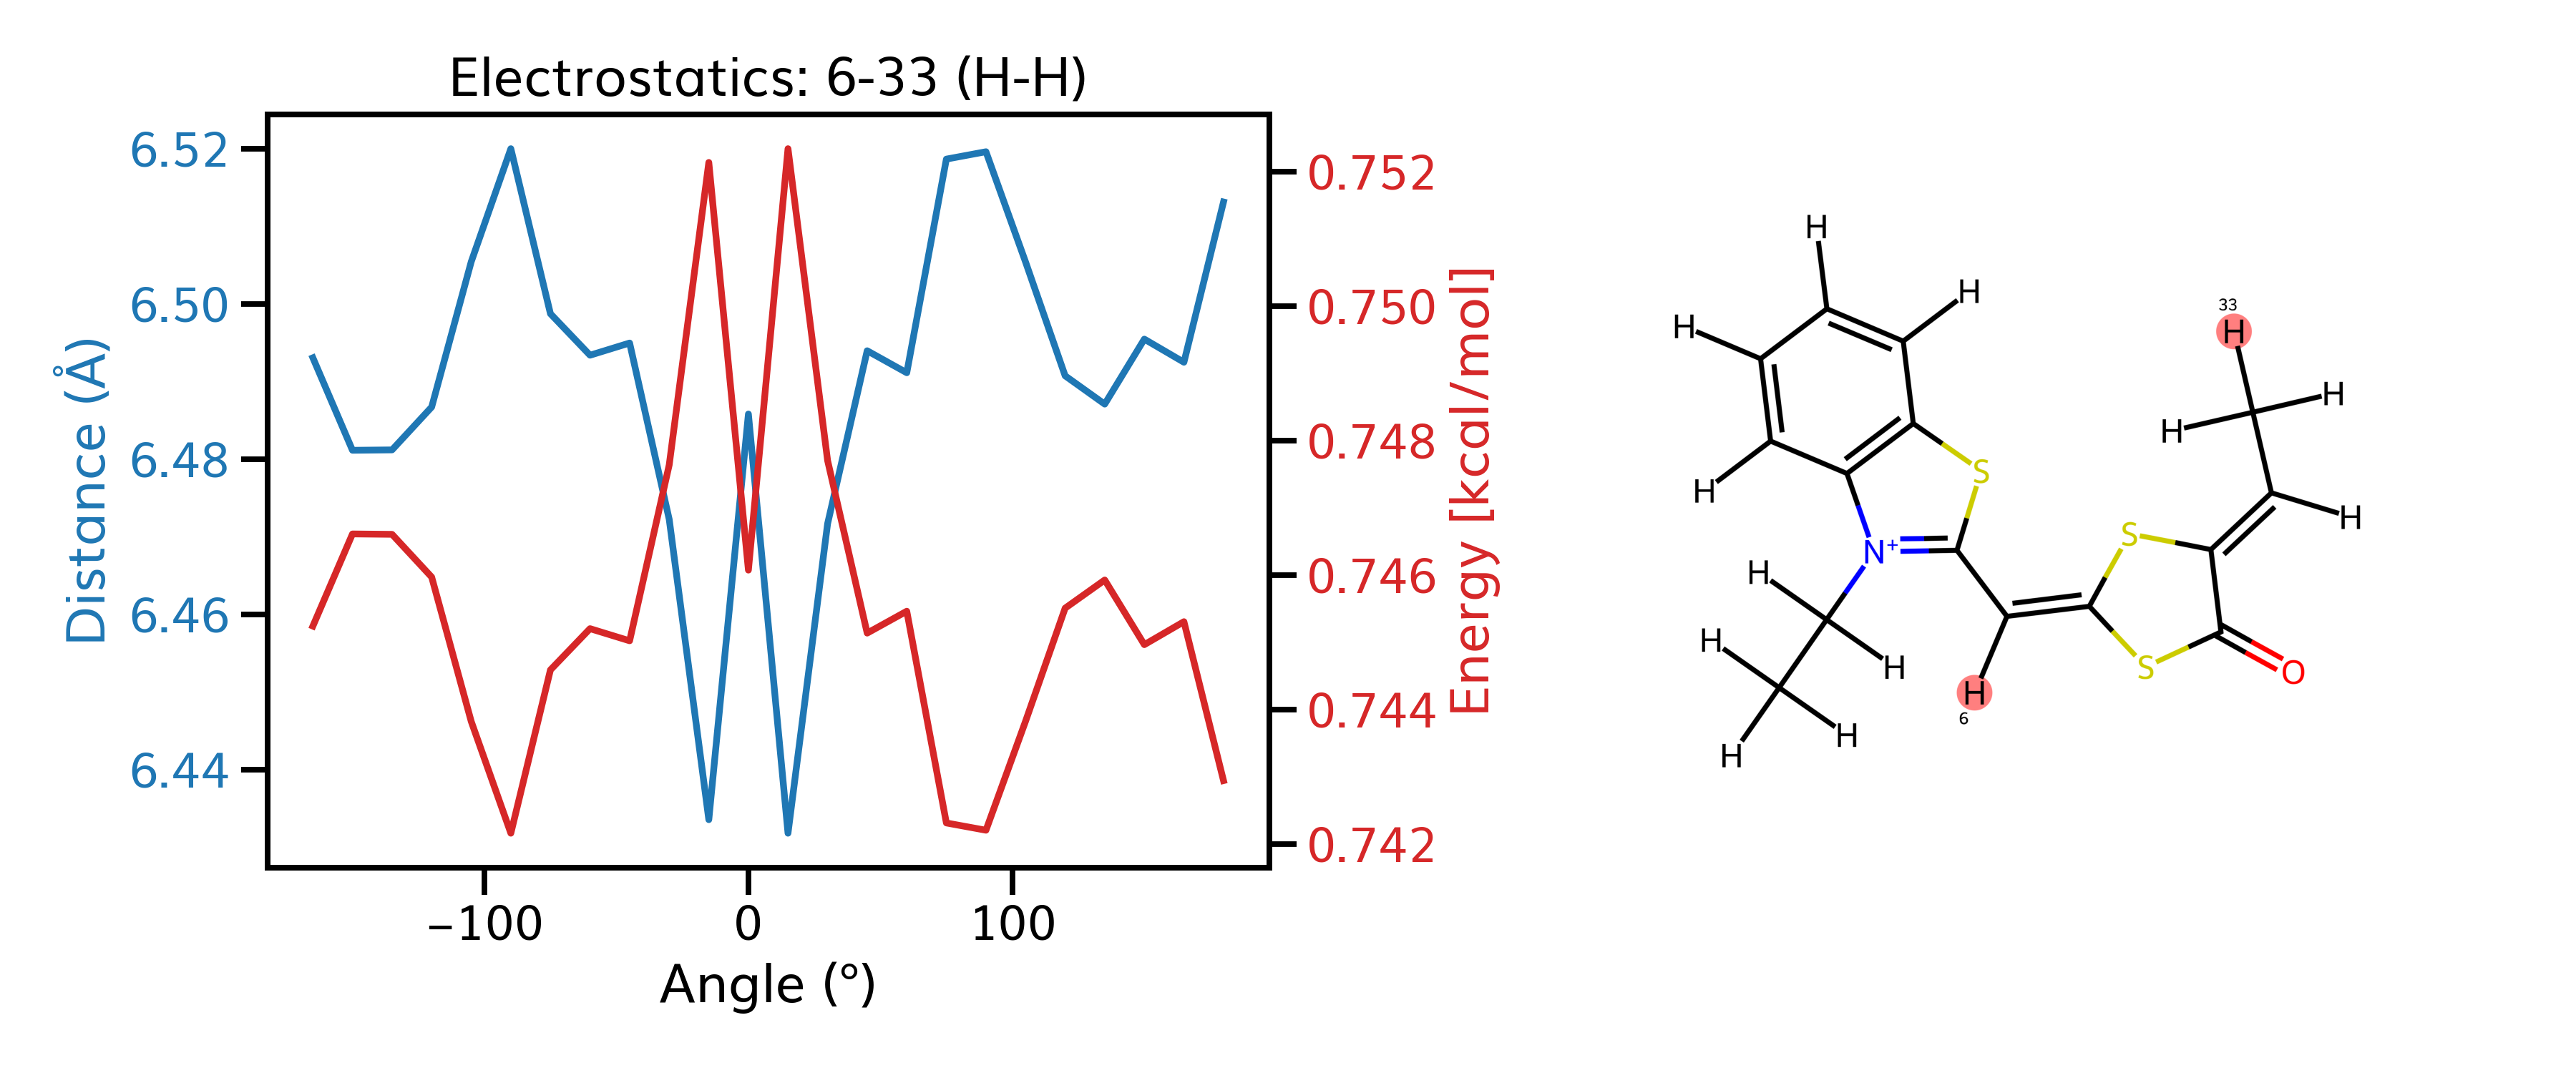 Electrostatics: 6-33 (H-H)
6.52
6.50
6.48
6.46
6.44
Distance (Å)
0.752
0.750
0.748
0.746
0.744
0.742
Energy [kcal/mol]
−100 0 100
Angle (°)
H
H
33
H
H
H
H
H
S
H
H
S
N+
H
H
H
S
O
H
6
H
H